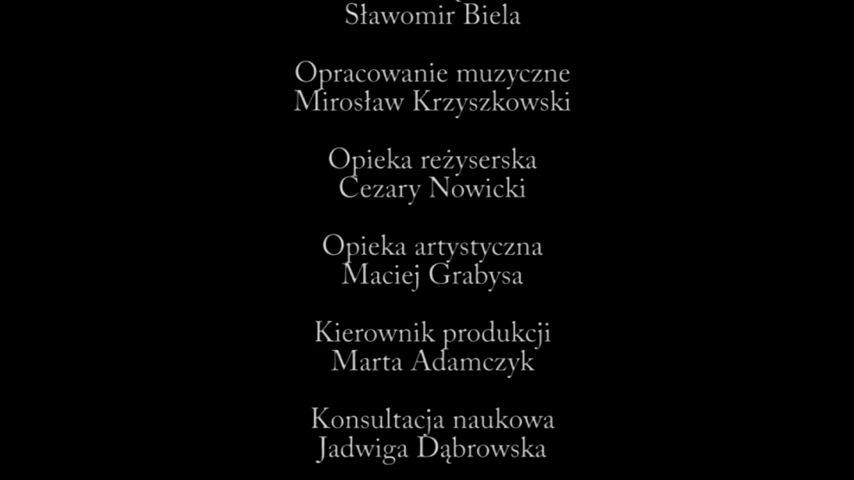 Sławomir Biela
Opracowanie muzyczne
Mirosław Krzyszkowski
Opieka reżyserska
Cezary Nowicki
Opieka artystyczna
Maciej Grabysa
Kierownik produkcji
Marta Adamczyk
Konsultacja naukowa
Jadwiga Dąbrowska